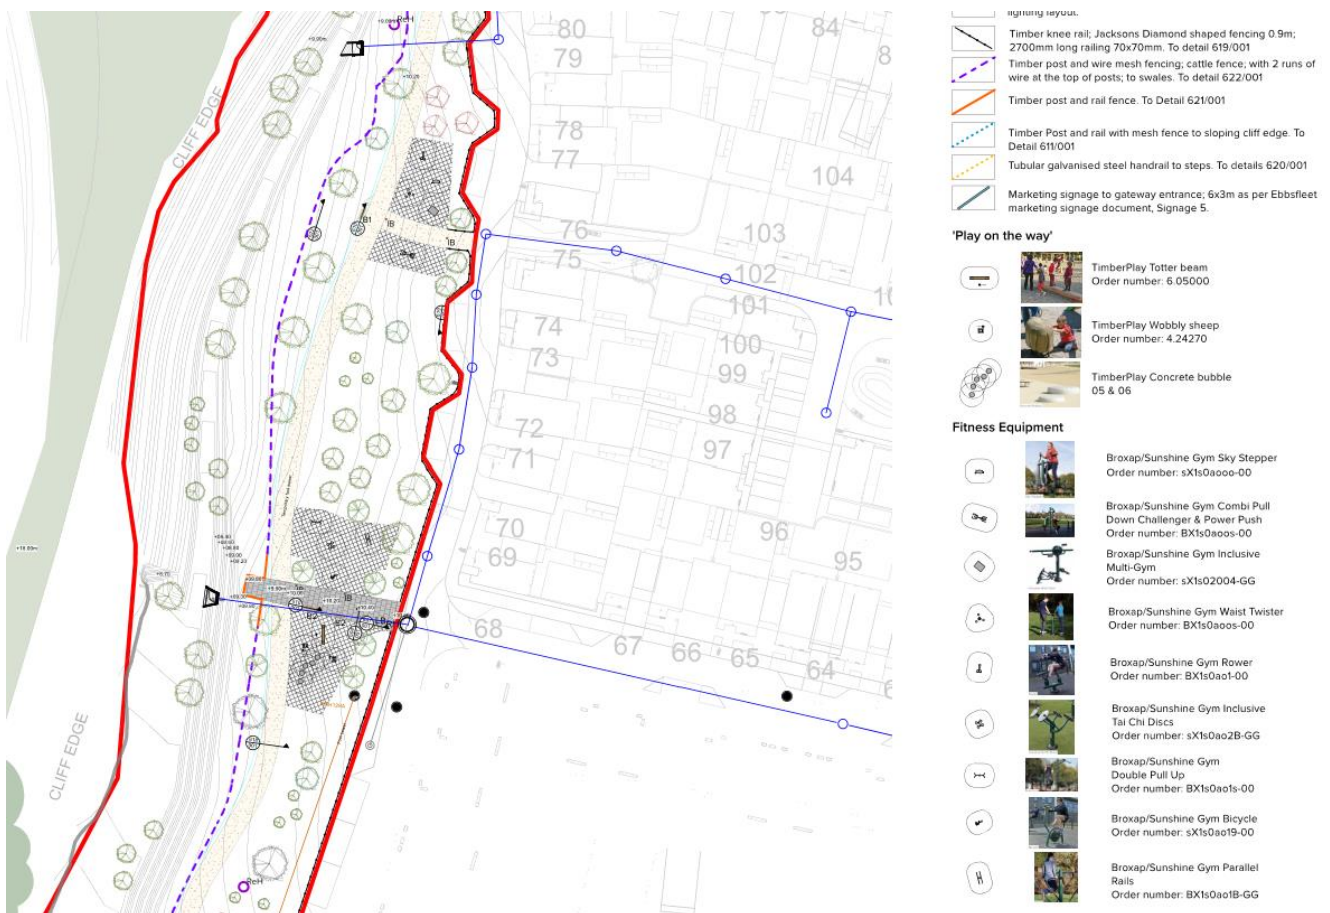 lighting layout.
Timber knee rail; Jacksons Diamond shaped fencing 0.9m;
2700mm long railing 70x70mm. To detail 619/001
Timber post and wire mesh fencing; cattle fence; with 2 runs of
wire at the top of posts; to swales. To detail 622/001
Timber post and rail fence. To Detail 621/001
Timber Post and rail with mesh fence to sloping cliff edge. To
Detail 611/001
Tubular galvanised steel handrail to steps. To details 620/001
Marketing signage to gateway entrance; 6x3m as per Ebbsfleet
marketing signage document, Signage 5.
'Play on the way'
TimberPlay Totter beam
Order number: 6.05000
TimberPlay Wobbly sheep
Order number: 4.24270
TimberPlay Concrete bubble
05 & 06
Fitness Equipment
Broxap/Sunshine Gym Sky Stepper
Order number: sX1s0aooo-00
Broxap/Sunshine Gym Combi Pull
Down Challenger & Power Push
Order number: BX1s0aoos-00
Broxap/Sunshine Gym Inclusive
Multi-Gym
Order number: sX1s02004-GG
Broxap/Sunshine Gym Waist Twister
Order number: BX1s0aoos-00
Broxap/Sunshine Gym Rower
Order number: BX1s0ao1-00
Broxap/Sunshine Gym Inclusive
Tai Chi Discs
Order number: sX1s0ao2B-GG
Broxap/Sunshine Gym
Double Pull Up
Order number: BX1s0ao1s-00
Broxap/Sunshine Gym Bicycle
Order number: sX1s0ao19-00
Broxap/Sunshine Gym Parallel
Rails
Order number: BX1s0ao1B-GG
CLIFF EDGE
CLIFF EDGE
ReH
ReH
+10.20
B1
IB
IB
IB
80
79
84
78
77
104
76
75
103
102
101
74
73
100
99
98
97
72
71
70
69
96
95
68
67
66
65
64